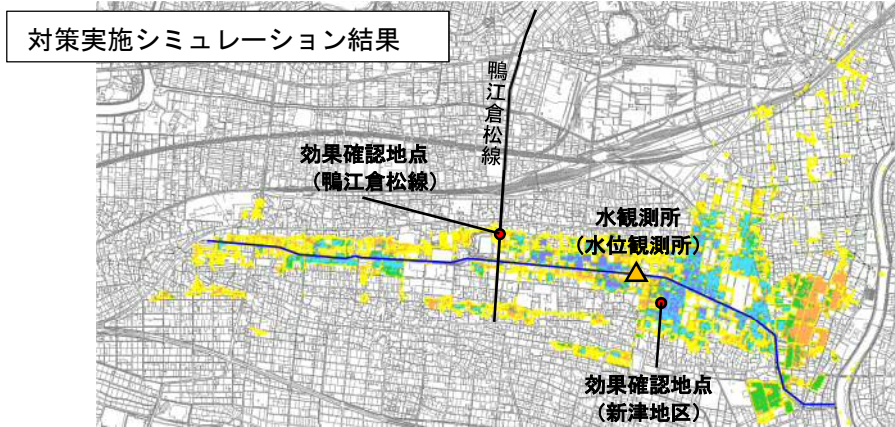 対策実施シミュレーション結果
鴨江倉松線
効果確認地点
（鴨江倉松線）
水観測所
（水位観測所）
効果確認地点
（新津地区）